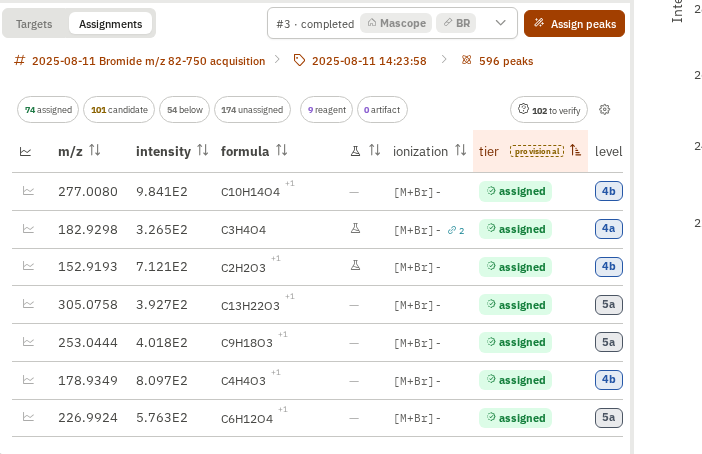 Targets Assignments #3 · completed Mascope BR Assign peaks
2025-08-11 Bromide m/z 82-750 acquisition 2025-08-11 14:23:58 596 peaks
74 assigned 101 candidate 54 below 174 unassigned 9 reagent 0 artifact 102 to verify
m/z intensity formula ionization tier provisional level
277.0080 9.841E2 C10H14O4 +1 — [M+Br]- assigned 4b
182.9298 3.265E2 C3H4O4 [M+Br]- 2 assigned 4a
152.9193 7.121E2 C2H2O3 +1 [M+Br]- assigned 4b
305.0758 3.927E2 C13H22O3 +1 — [M+Br]- assigned 5a
253.0444 4.018E2 C9H18O3 +1 — [M+Br]- assigned 5a
178.9349 8.097E2 C4H4O3 +1 — [M+Br]- assigned 4b
226.9924 5.763E2 C6H12O4 +1 — [M+Br]- assigned 5a
Inte
2
2
2
2